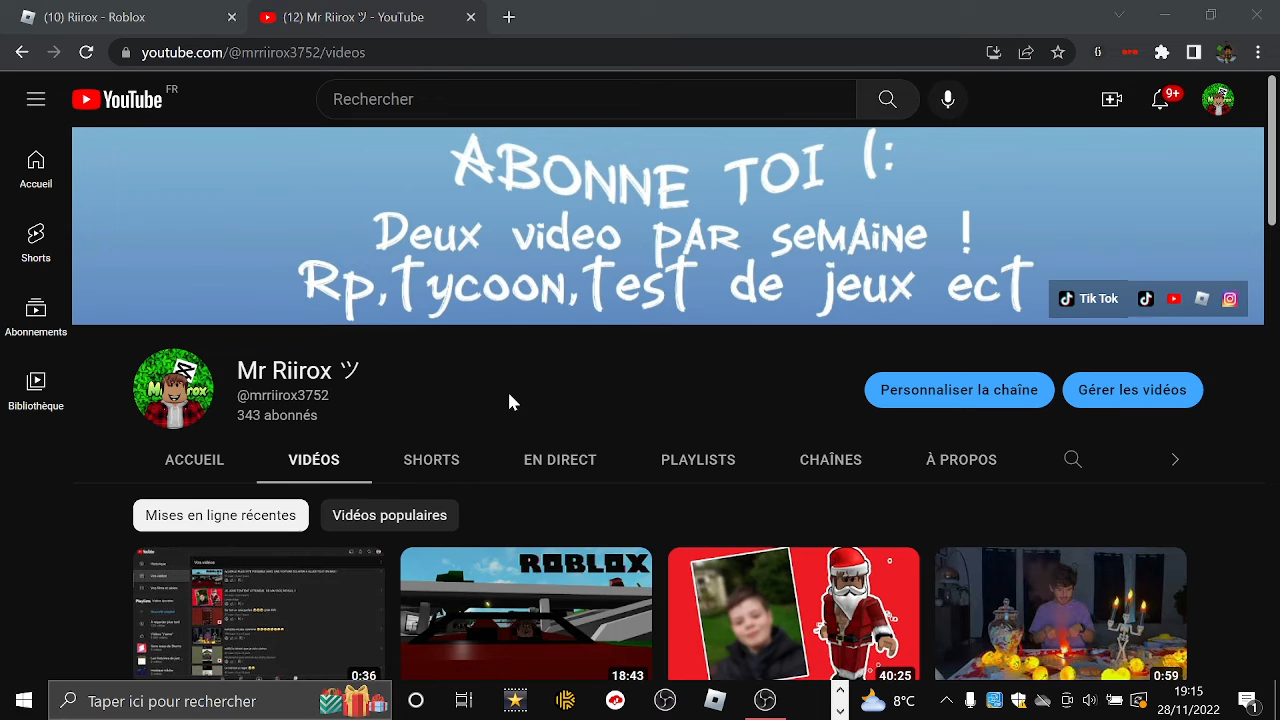 (10) Riirox - Roblox
(12) Mr Riirox ツ - YouTube
youtube.com/@mrriirox3752/videos
YouTube FR
Rechercher
9+
Accueil
Shorts
Abonnements
Bibliothèque
ABONNE TOI (:
Deux video par semaine !
Rp,Tycoon,Test de jeux ect
Tik Tok
Mr Riirox ツ
@mrriirox3752
343 abonnés
Personnaliser la chaîne
Gérer les vidéos
ACCUEIL
VIDÉOS
SHORTS
EN DIRECT
PLAYLISTS
CHAÎNES
À PROPOS
Mises en ligne récentes
Vidéos populaires
0:36
ROBLOX
18:43
40:25
0:59
Taper ici pour rechercher
8°C
19:15
28/11/2022